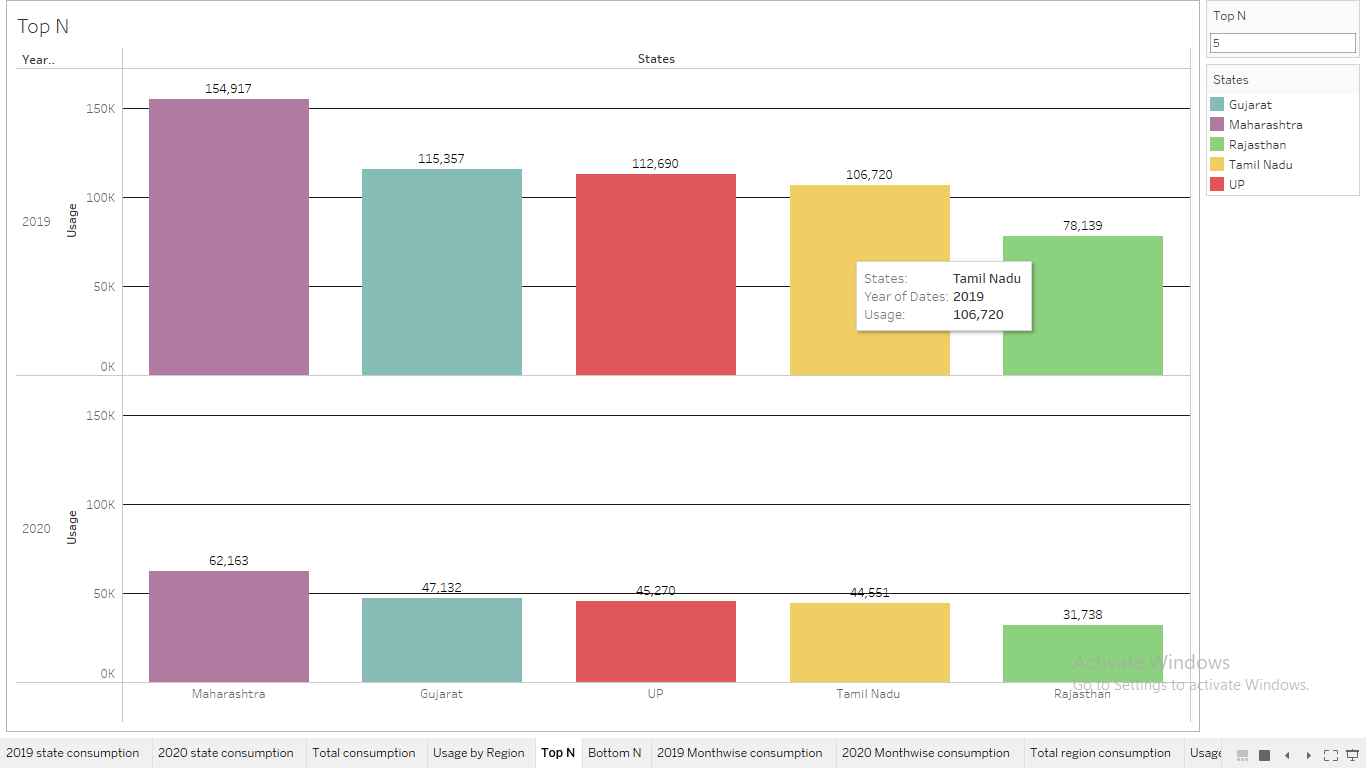 Top N
Year..
States
2019
Usage
150K
100K
50K
0K
154,917
115,357
112,690
106,720
78,139
States: Tamil Nadu
Year of Dates: 2019
Usage: 106,720
2020
Usage
150K
100K
50K
0K
62,163
47,132
45,270
44,551
31,738
Maharashtra Gujarat UP Tamil Nadu Rajasthan
Top N
5
States
Gujarat
Maharashtra
Rajasthan
Tamil Nadu
UP
Activate Windows
Go to Settings to activate Windows.
2019 state consumption 2020 state consumption Total consumption Usage by Region Top N Bottom N 2019 Monthwise consumption 2020 Monthwise consumption Total region consumption Usage